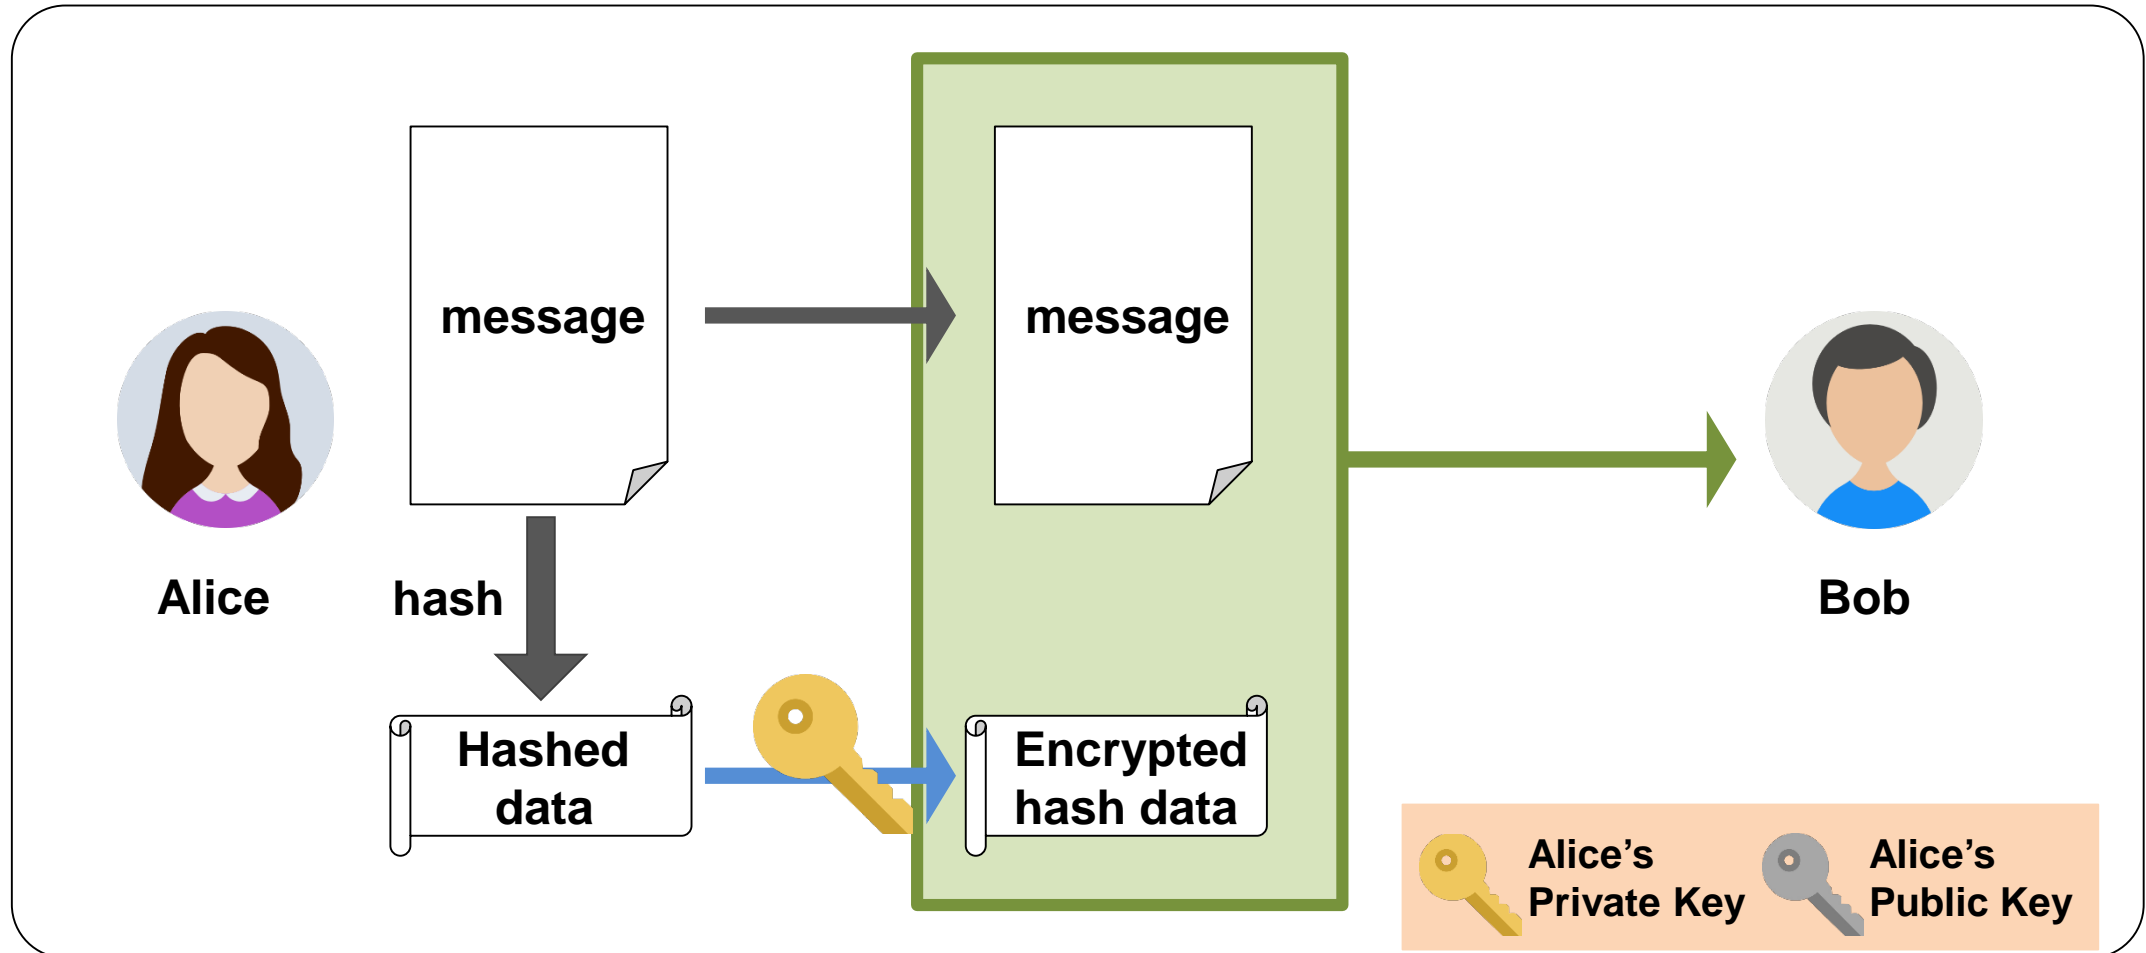 message
message
Alice
hash
Bob
Hashed
data
Encrypted
hash data
Alice’s
Private Key
Alice’s
Public Key